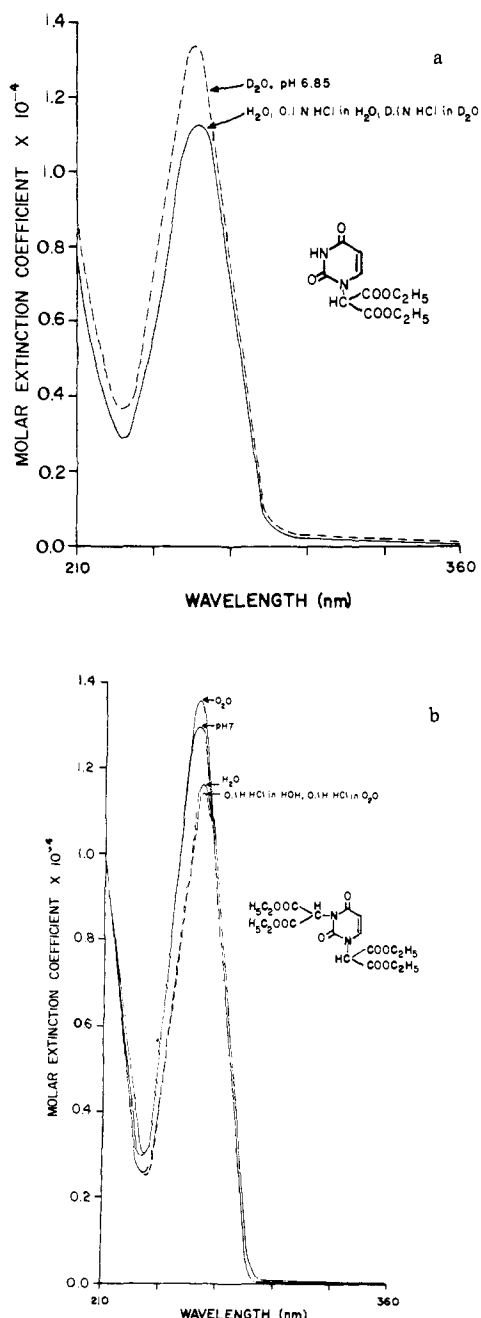 a
1.4
1.2
1.0
0.8
0.6
0.4
0.2
0.0
MOLAR EXTINCTION COEFFICIENT X 10⁻⁴
D₂O, pH 6.85
H₂O, 0.1 N HCl in H₂O, 0.1N HCl in D₂O
O
HN
O
N
HC
COOC₂H₅
COOC₂H₅
210
360
WAVELENGTH (nm)
b
1.4
1.2
1.0
0.8
0.6
0.4
0.2
0.0
MOLAR EXTINCTION COEFFICIENT X 10⁻⁴
D₂O
pH7
H₂O
0.1N HCl in HOH, 0.1N HCl in D₂O
H₅C₂OOC
H₅C₂OOC
H
C
N
O
O
N
HC
COOC₂H₅
COOC₂H₅
210
360
WAVELENGTH (nm)